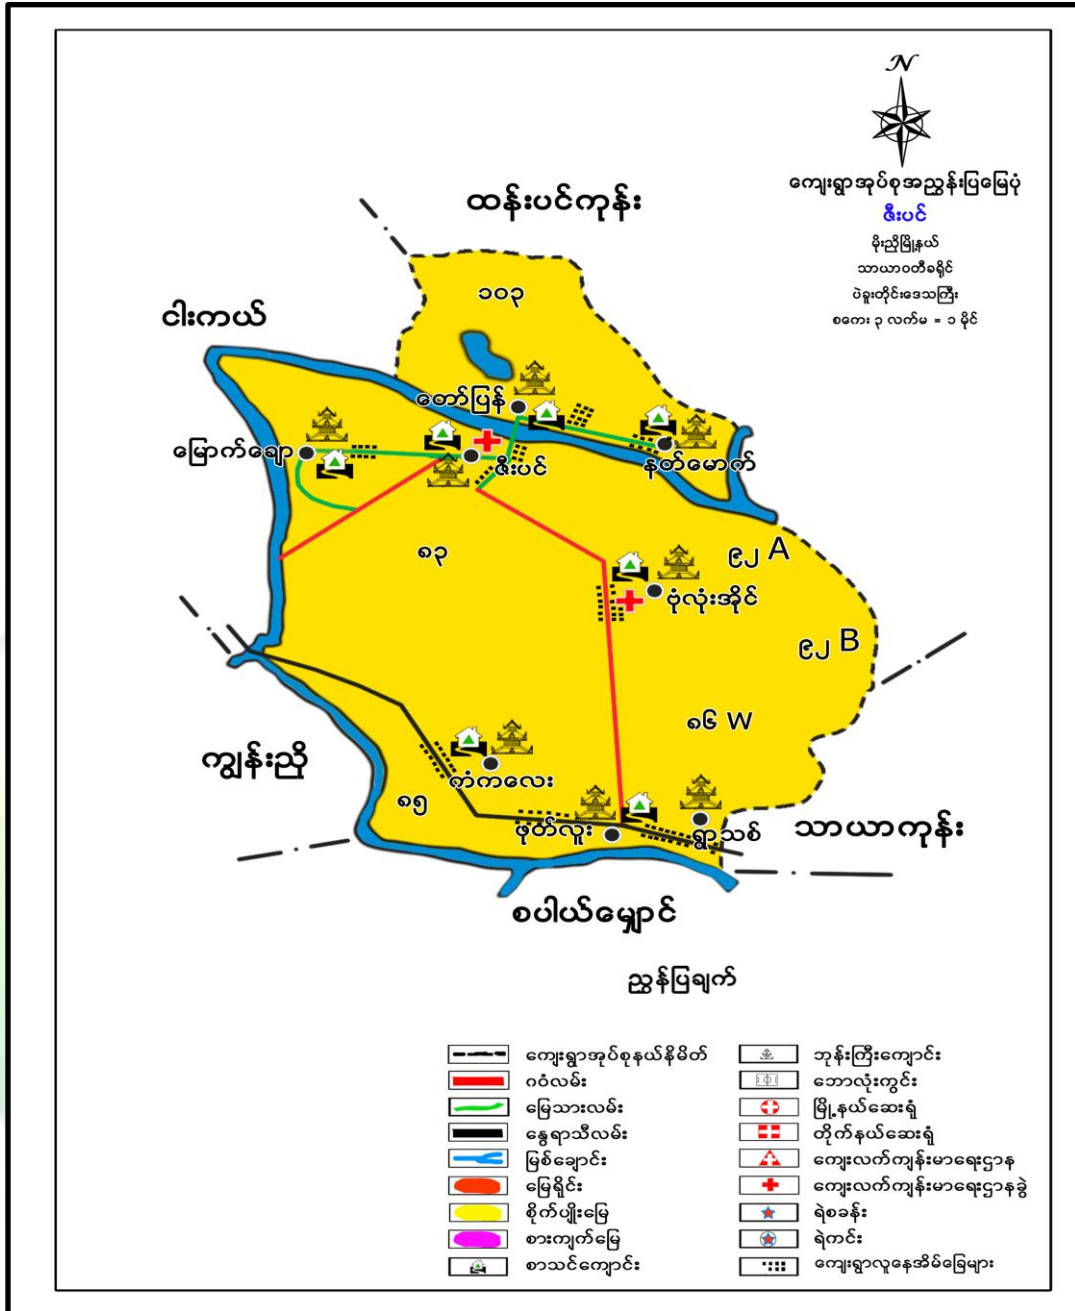 N
ကျေးရွာအုပ်စုအညွှန်းပြမြေပုံ
ဇီးပင်
မိုးညိုမြို့နယ်
သာယာဝတီခရိုင်
ပဲခူးတိုင်းဒေသကြီး
စကေး ၃ လက်မ = ၁ မိုင်
ထန်းပင်ကုန်း
၁၀၃
ငါးကယ်
တော်ပြန်
မြောက်ချော
ဇီးပင်
နတ်မောက်
၈၃
၉၂ A
ဗုံလုံးအိုင်
၉၂ B
၈၆ W
ကျွန်းညို
ကံကလေး
၈၅
ဖုတ်လူး
ရွာသစ်
သာယာကုန်း
စပါယ်မျှောင်
ညွှန်ပြချက်
ကျေးရွာအုပ်စုနယ်နိမိတ်
ဂဝံလမ်း
မြေသားလမ်း
နွေရာသီလမ်း
မြစ်ချောင်း
မြေရိုင်း
စိုက်ပျိုးမြေ
စားကျက်မြေ
စာသင်ကျောင်း
ဘုန်းကြီးကျောင်း
ဘောလုံးကွင်း
မြို့နယ်ဆေးရုံ
တိုက်နယ်ဆေးရုံ
ကျေးလက်ကျန်းမာရေးဌာန
ကျေးလက်ကျန်းမာရေးဌာနခွဲ
ရဲစခန်း
ရဲကင်း
ကျေးရွာလူနေအိမ်ခြေများ